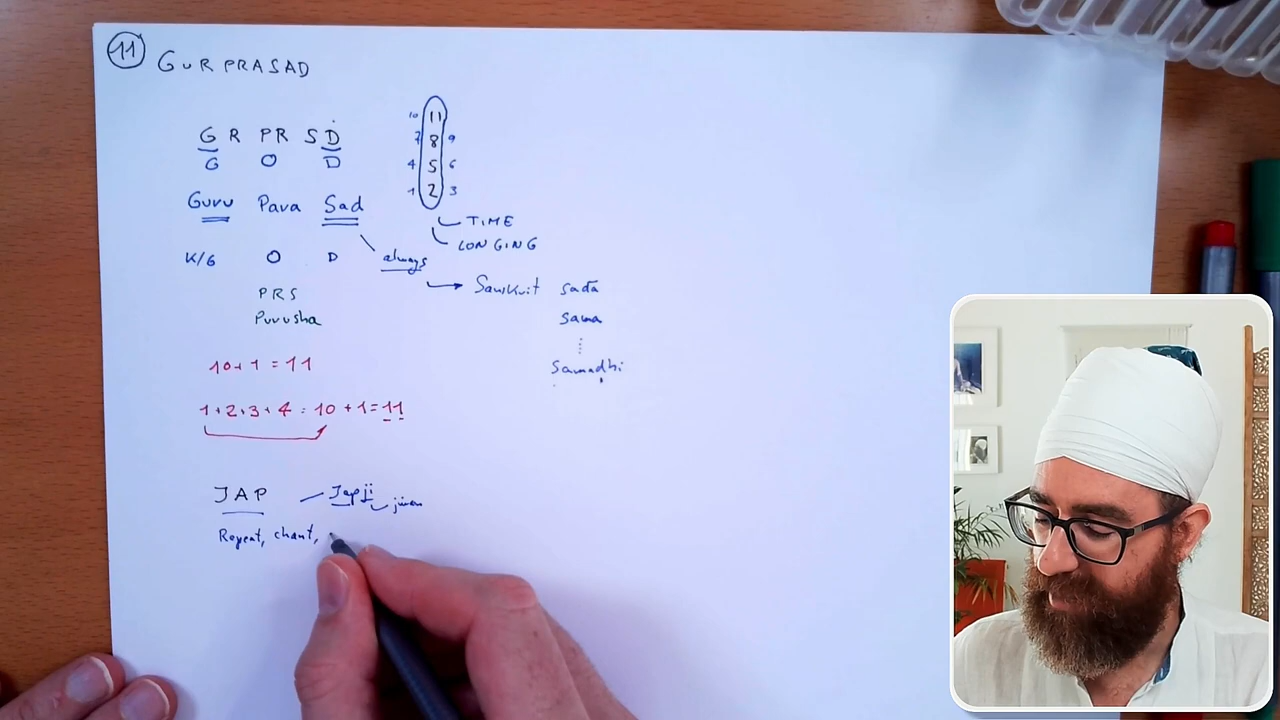 11 GURPRASAD
G R PR S D
G O D
Guru Para Sad
K/G O D always
PRS
Purusha
10+1=11
1+2+3+4=10+1=11
10 11
7 8 9
4 5 6
1 2 3
TIME
LONGING
Sanskrit sada
sama
Samadhi
JAP Japji
Repeat, chant,